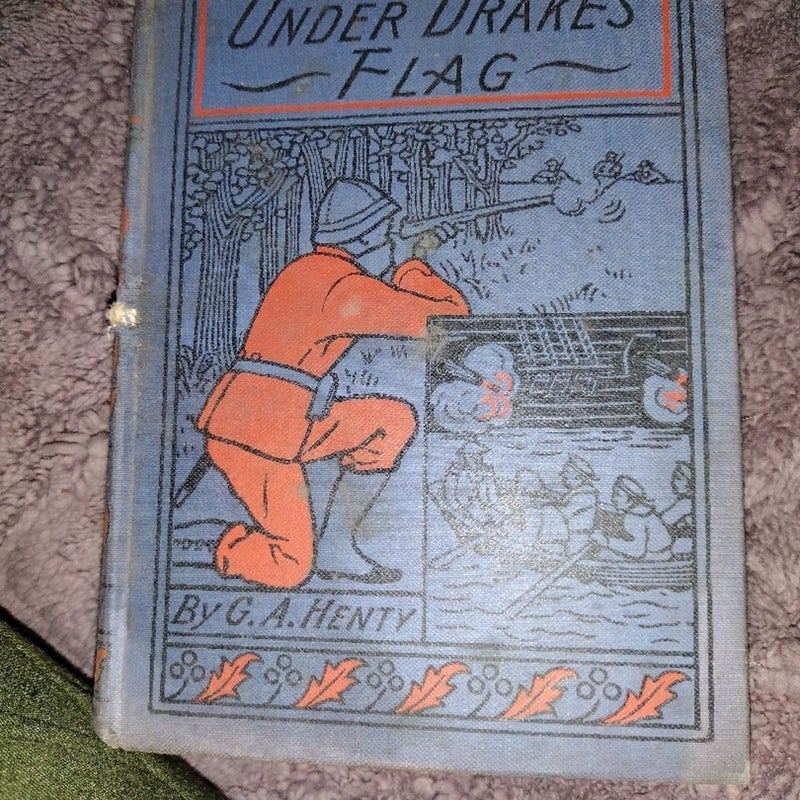 UNDER DRAKES
FLAG
By G. A. HENTY